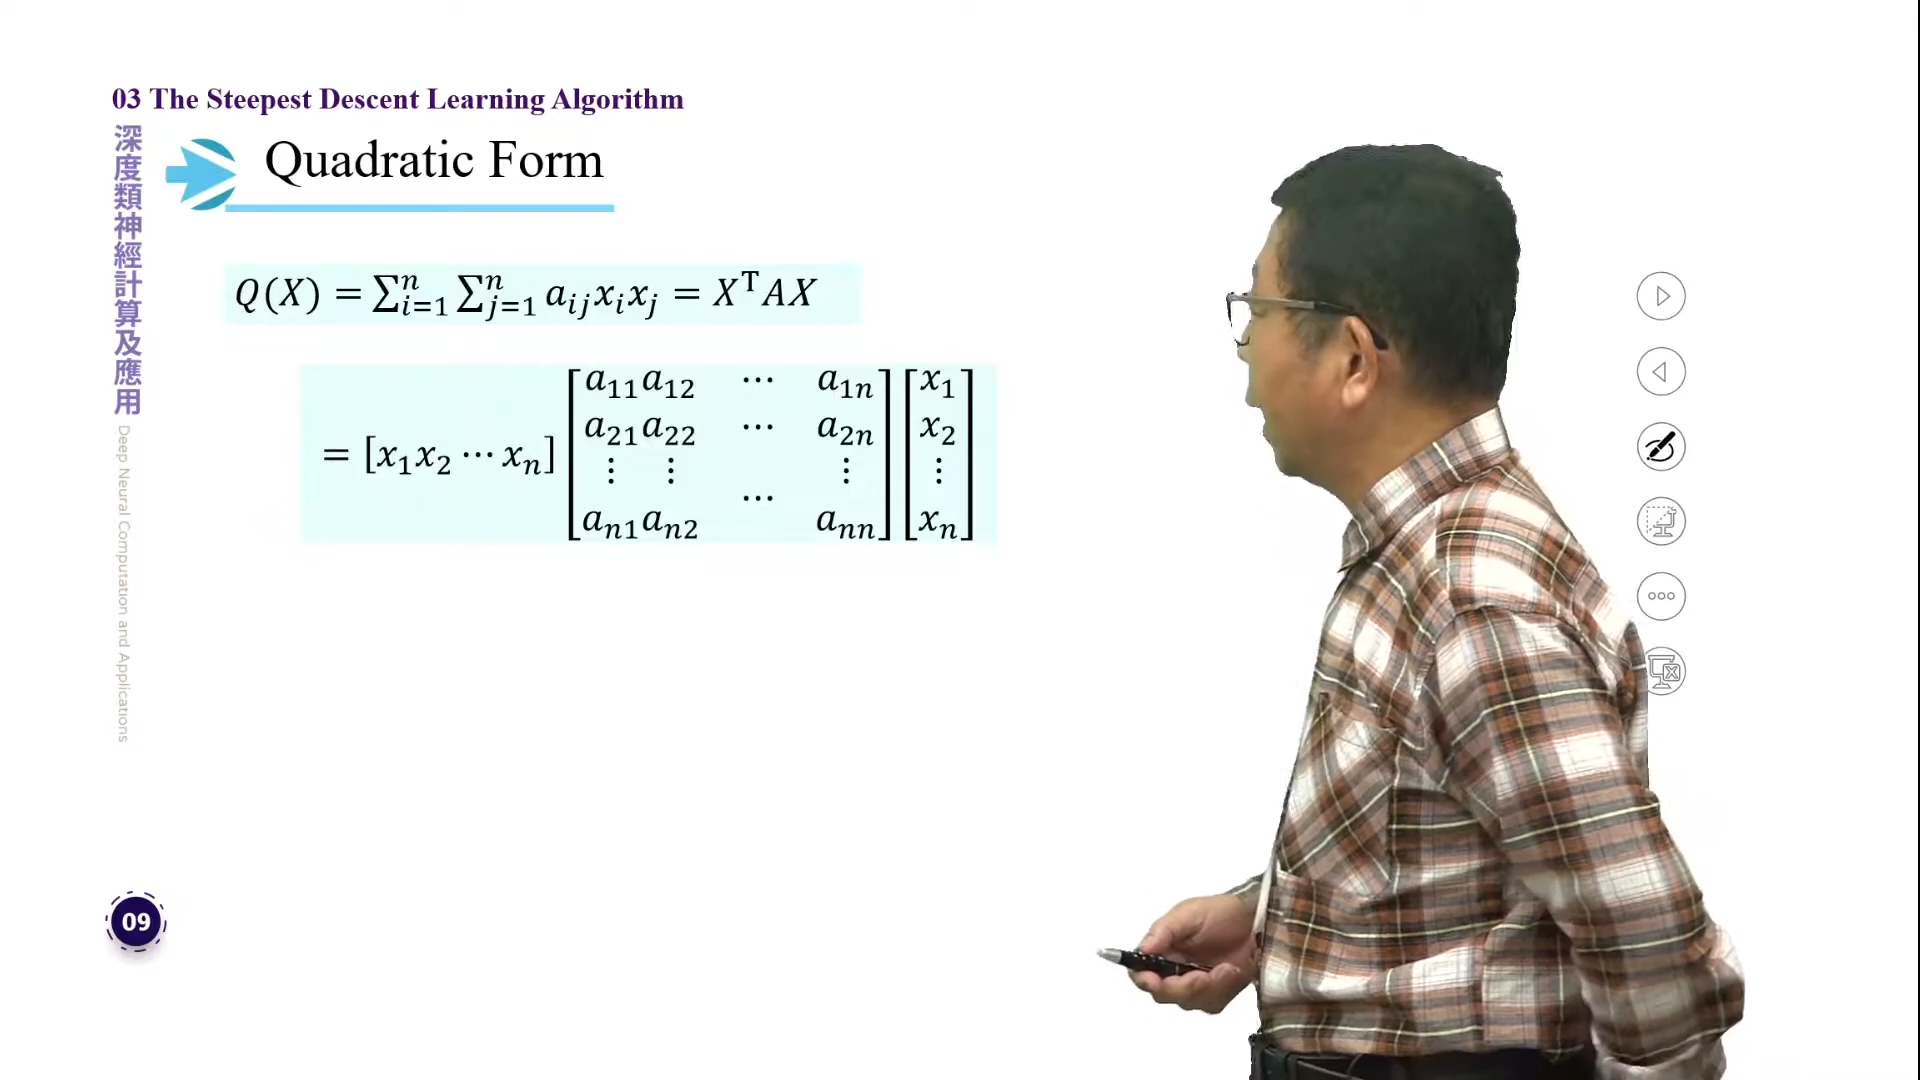 03 The Steepest Descent Learning Algorithm
深度類神經計算及應用
Deep Neural Computation and Applications
Quadratic Form
Q(X) = ∑ⁿᵢ₌₁ ∑ⁿⱼ₌₁ aᵢⱼxᵢxⱼ = XᵀAX
= [x₁x₂ ⋯ xₙ] [a₁₁a₁₂ ⋯ a₁ₙ] [x₁]
a₂₁a₂₂ ⋯ a₂ₙ x₂
⋮ ⋮ ⋯ ⋮ ⋮
aₙ₁aₙ₂ aₙₙ xₙ
09